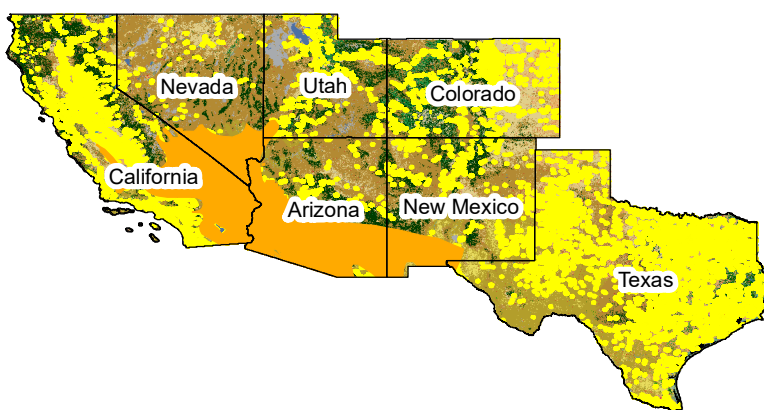 Nevada
Utah
Colorado
California
Arizona
New Mexico
Texas